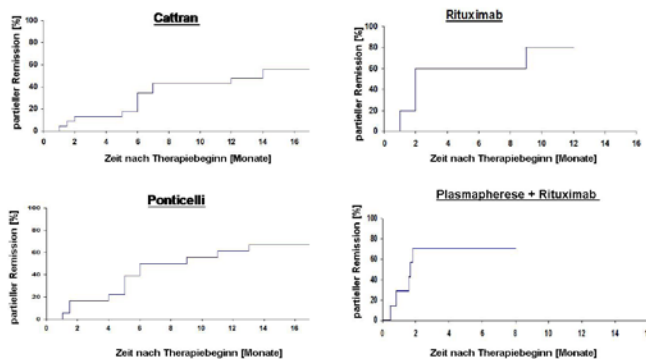 Cattran
partieller Remission [%]
100
80
60
40
20
0
0 2 4 6 8 10 12 14 16
Zeit nach Therapiebeginn [Monate]
Rituximab
partieller Remission [%]
100
80
60
40
20
0
0 2 4 6 8 10 12 14 16
Zeit nach Therapiebeginn [Monate]
Ponticelli
partieller Remission [%]
100
80
60
40
20
0
0 2 4 6 8 10 12 14 16
Zeit nach Therapiebeginn [Monate]
Plasmapherese + Rituximab
partieller Remission [%]
100
80
60
40
20
0
0 2 4 6 8 10 12 14 16
Zeit nach Therapiebeginn [Monate]